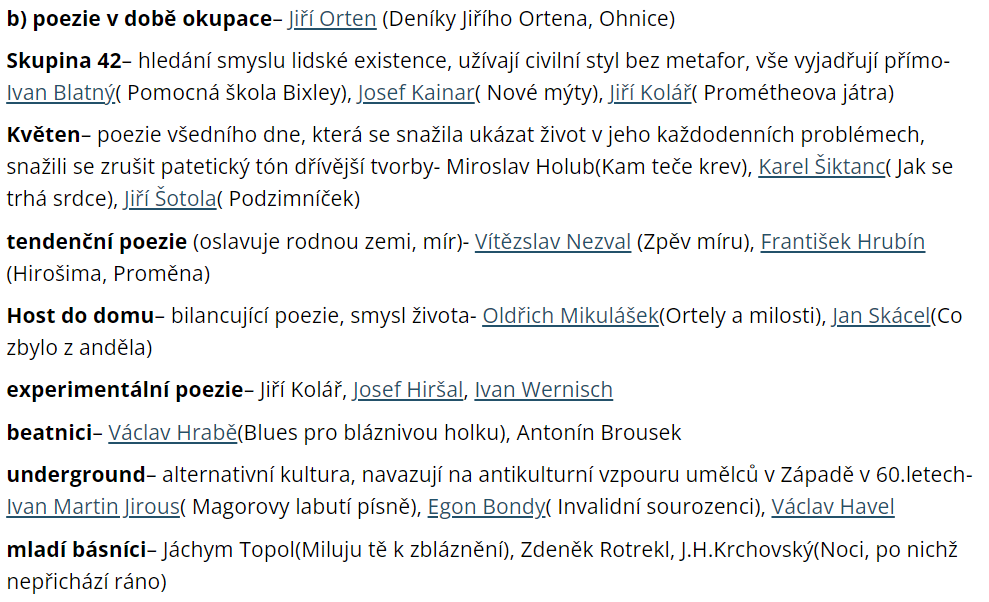 b) poezie v době okupace– Jiří Orten (Deníky Jiřího Ortena, Ohnice)
Skupina 42– hledání smyslu lidské existence, užívají civilní styl bez metafor, vše vyjadřují přímo-
Ivan Blatný( Pomocná škola Bixley), Josef Kainar( Nové mýty), Jiří Kolář( Prométheova játra)
Květen– poezie všedního dne, která se snažila ukázat život v jeho každodenních problémech,
snažili se zrušit patetický tón dřívější tvorby- Miroslav Holub(Kam teče krev), Karel Šiktanc( Jak se
trhá srdce), Jiří Šotola( Podzimníček)
tendenční poezie (oslavuje rodnou zemi, mír)- Vítězslav Nezval (Zpěv míru), František Hrubín
(Hirošima, Proměna)
Host do domu– bilancující poezie, smysl života- Oldřich Mikulášek(Ortely a milosti), Jan Skácel(Co
zbylo z anděla)
experimentální poezie– Jiří Kolář, Josef Hiršal, Ivan Wernisch
beatnici– Václav Hrabě(Blues pro bláznivou holku), Antonín Brousek
underground– alternativní kultura, navazují na antikulturní vzpouru umělců v Západě v 60.letech-
Ivan Martin Jirous( Magorovy labutí písně), Egon Bondy( Invalidní sourozenci), Václav Havel
mladí básníci– Jáchym Topol(Miluju tě k zbláznění), Zdeněk Rotrekl, J.H.Krchovský(Noci, po nichž
nepřichází ráno)